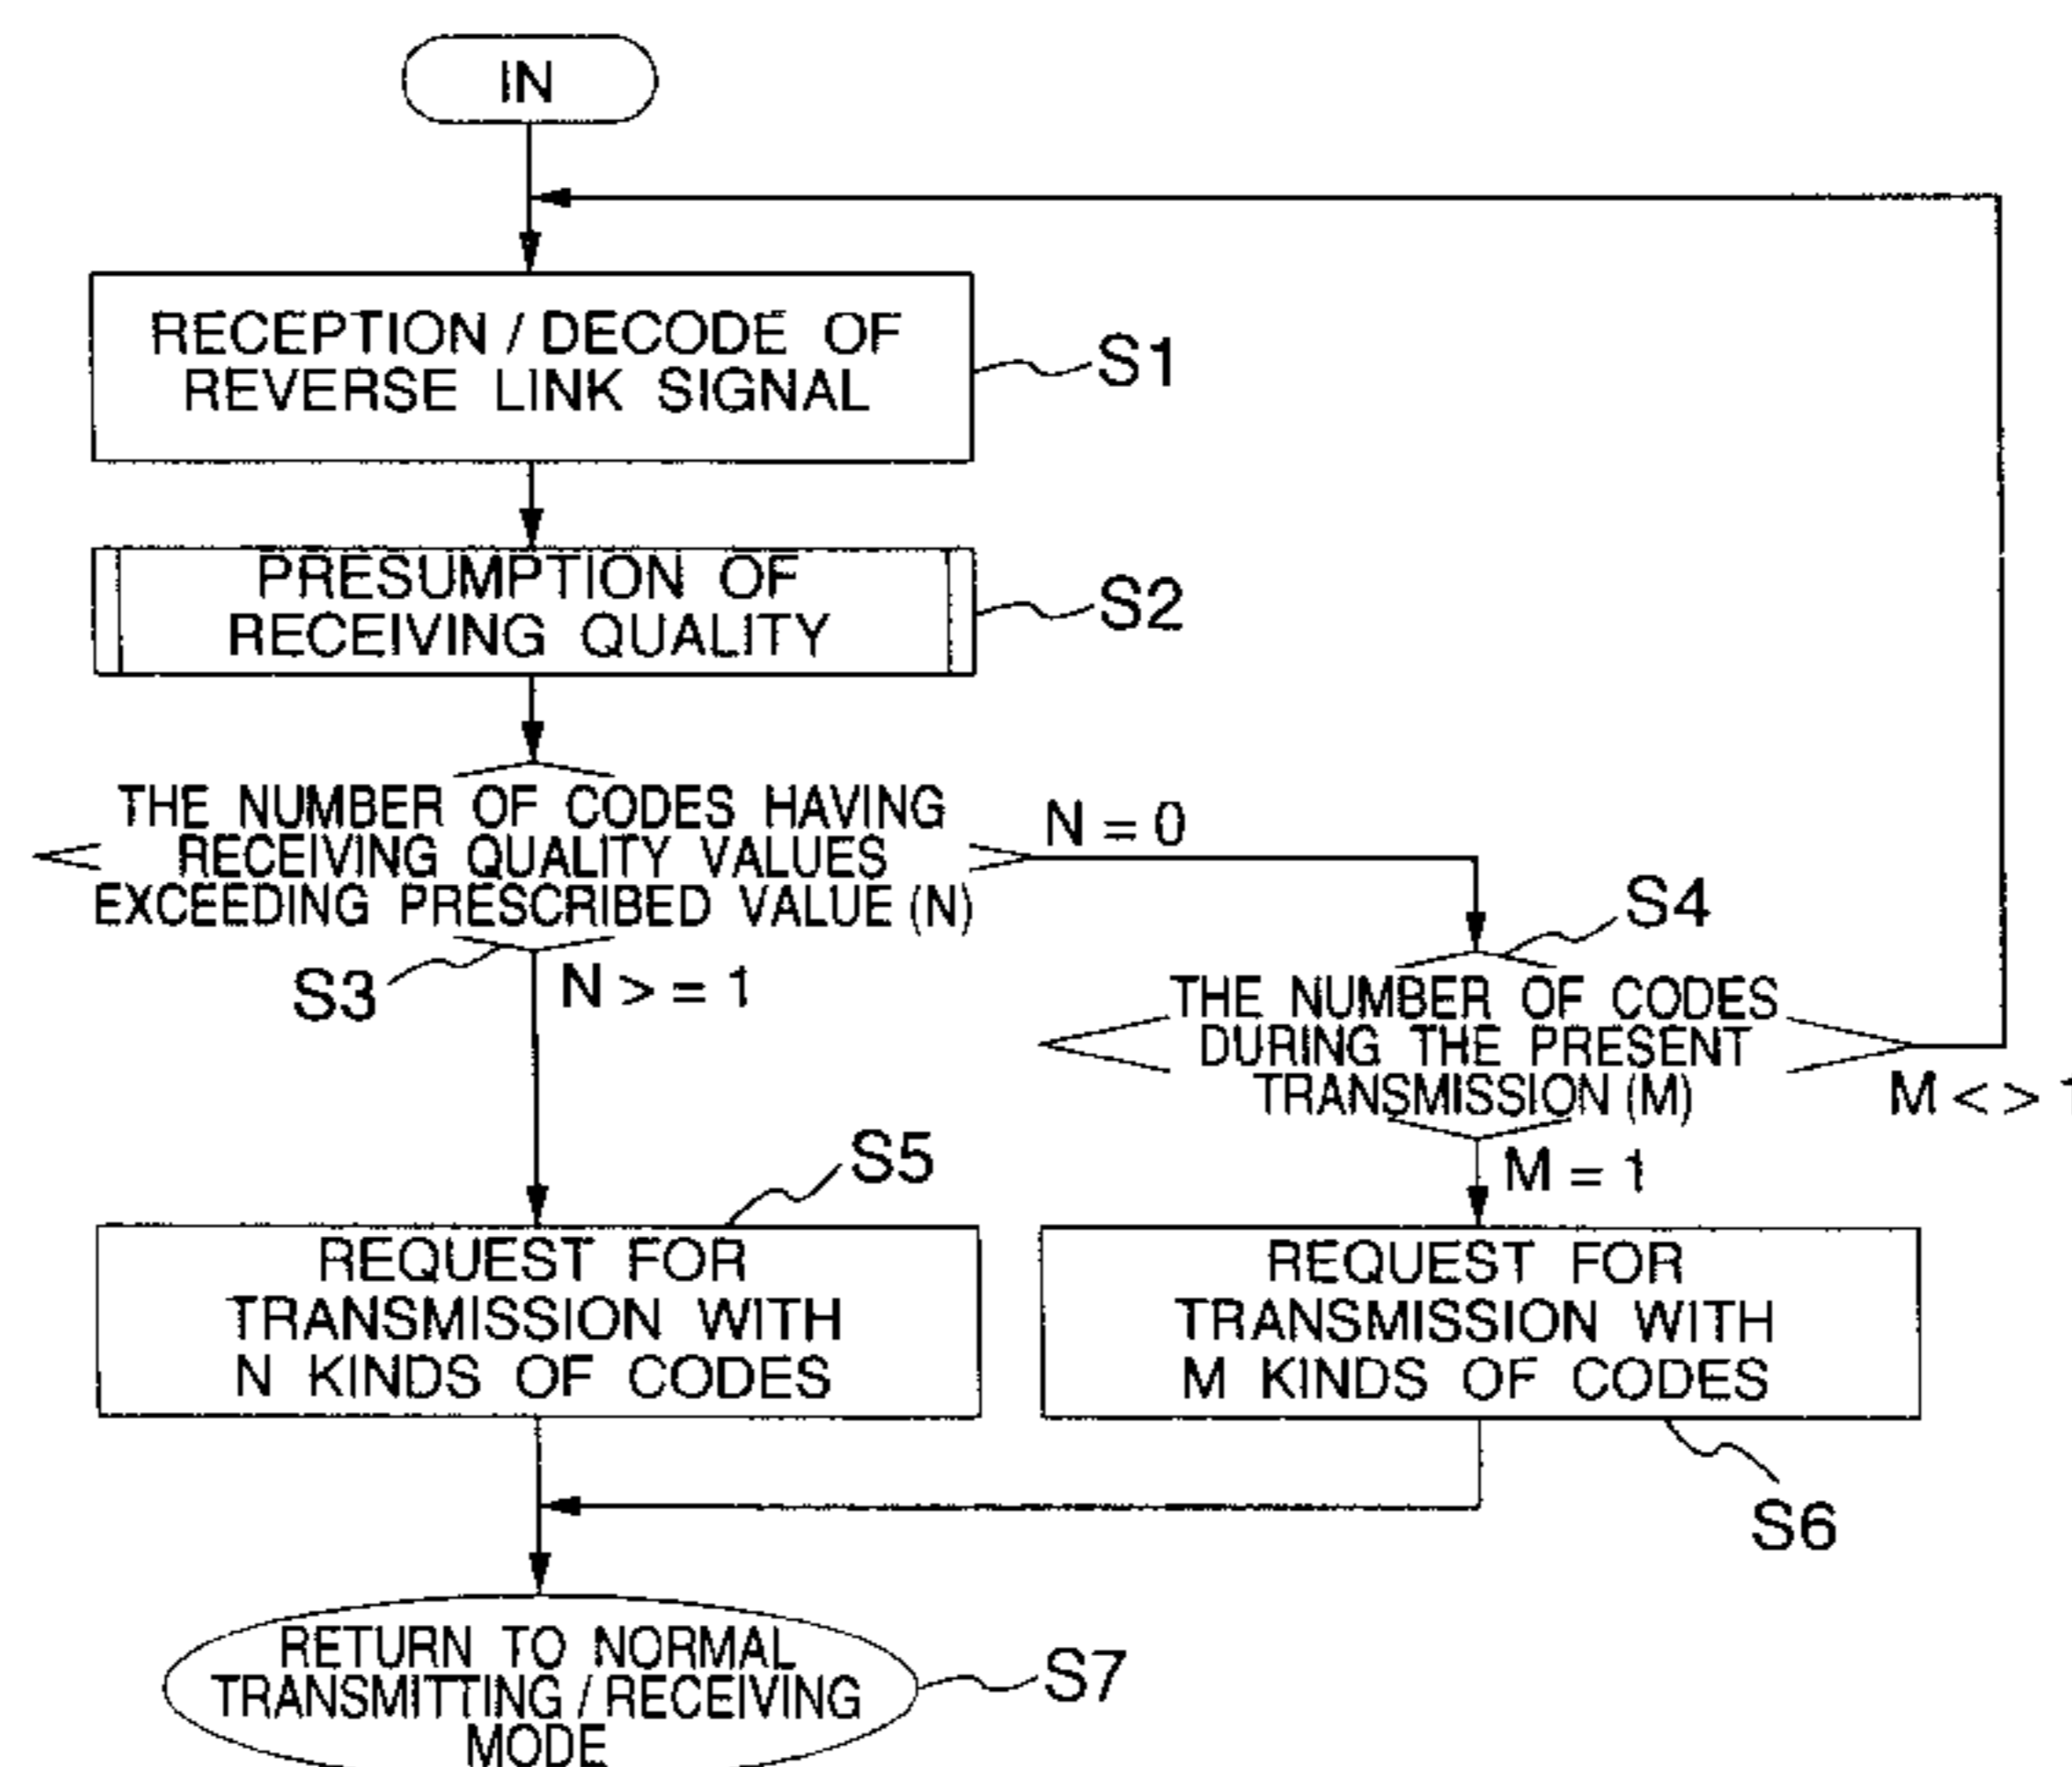 IN
RECEPTION / DECODE OF
REVERSE LINK SIGNAL
S1
PRESUMPTION OF
RECEIVING QUALITY
S2
THE NUMBER OF CODES HAVING
RECEIVING QUALITY VALUES
EXCEEDING PRESCRIBED VALUE (N)
N = 0
S3
N > = 1
S4
THE NUMBER OF CODES
DURING THE PRESENT
TRANSMISSION (M)
M < > 1
M = 1
S5
REQUEST FOR
TRANSMISSION WITH
N KINDS OF CODES
REQUEST FOR
TRANSMISSION WITH
M KINDS OF CODES
S6
RETURN TO NORMAL
TRANSMITTING / RECEIVING
MODE
S7